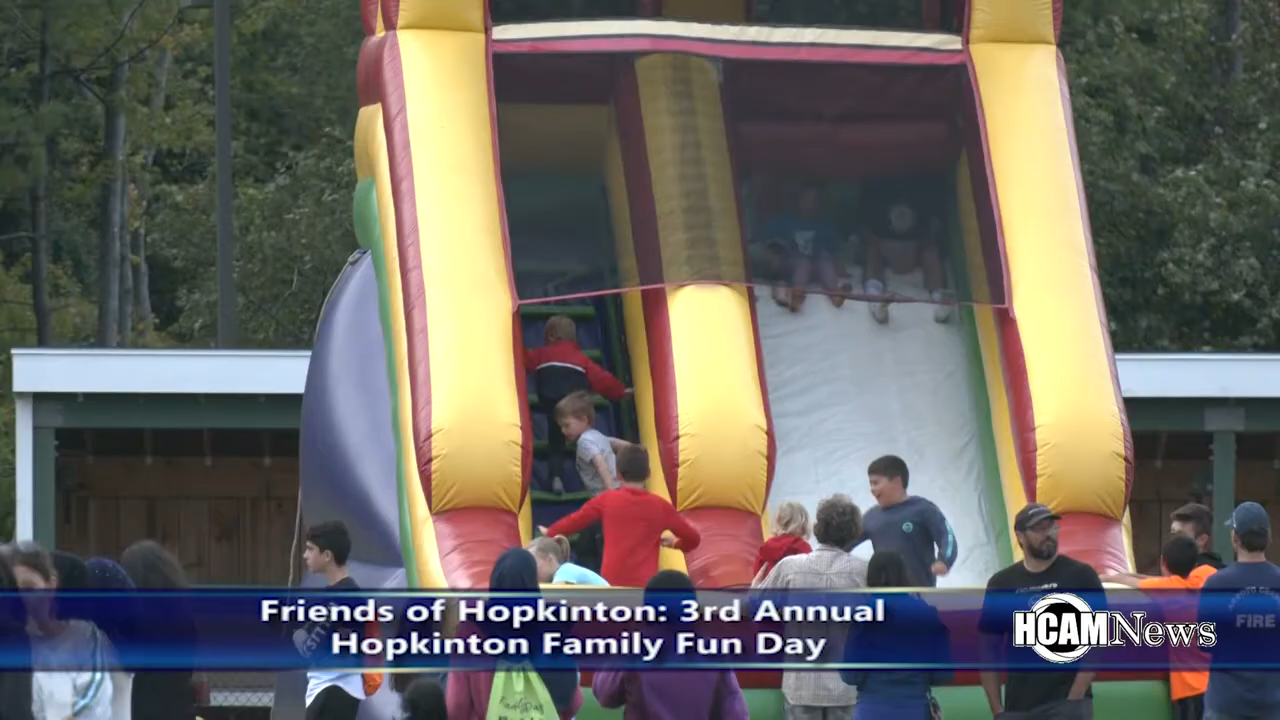 Friends of Hopkinton: 3rd Annual
Hopkinton Family Fun Day
HCAMNews
FIRE